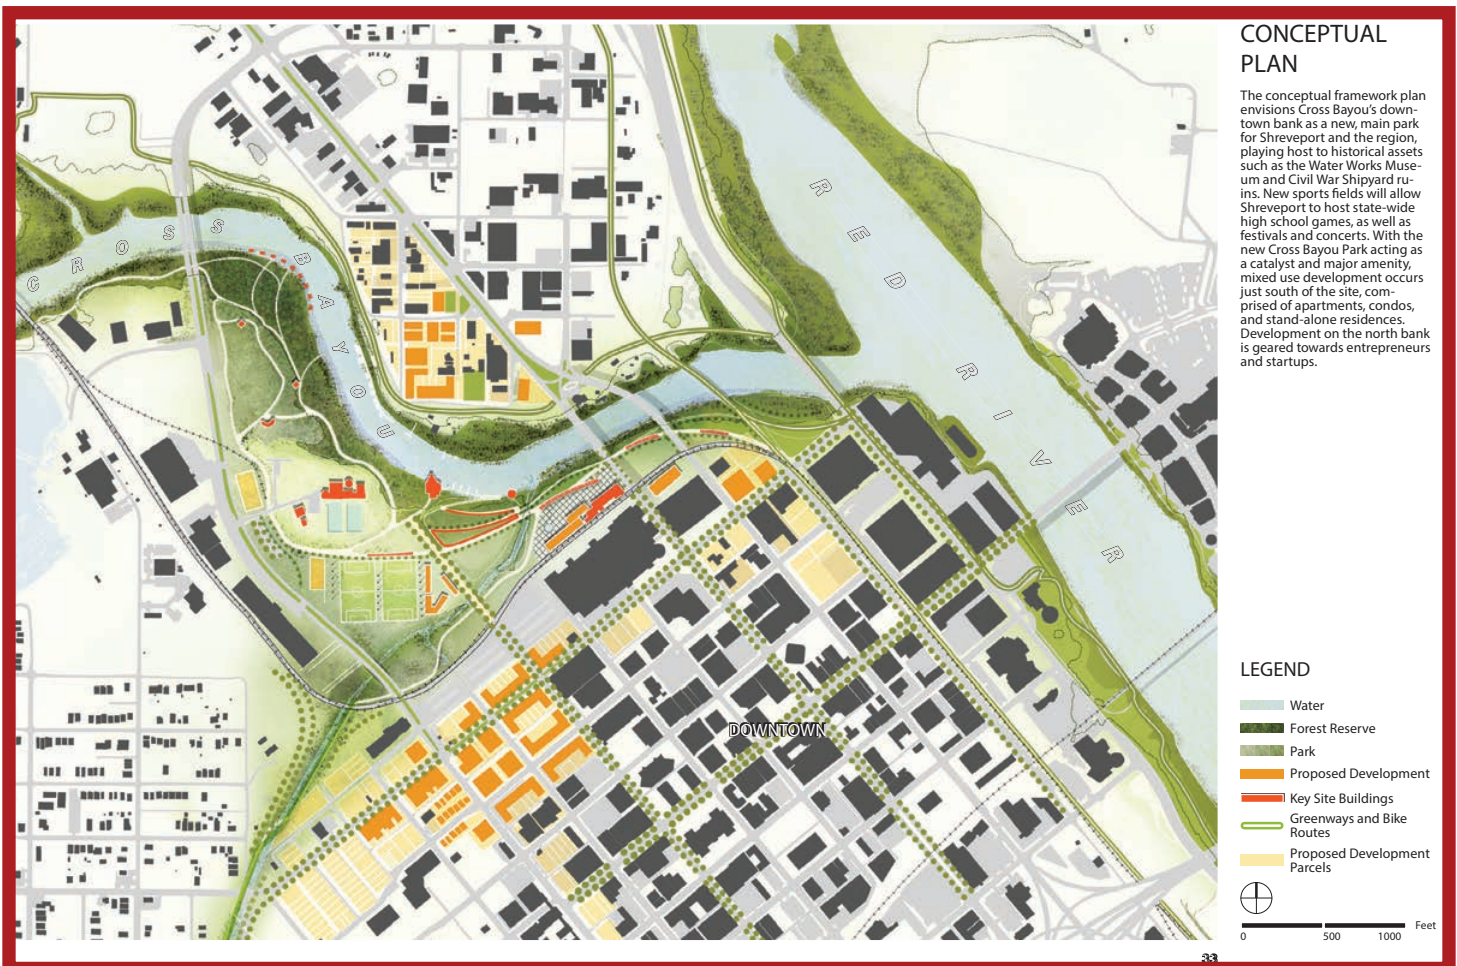 CONCEPTUAL
PLAN
The conceptual framework plan
envisions Cross Bayou's down-
town bank as a new, main park
for Shreveport and the region,
playing host to historical assets
such as the Water Works Muse-
um and Civil War Shipyard ru-
ins. New sports fields will allow
Shreveport to host state-wide
high school games, as well as
festivals and concerts. With the
new Cross Bayou Park acting as
a catalyst and major amenity,
mixed use development occurs
just south of the site, com-
prised of apartments, condos,
and stand-alone residences.
Development on the north bank
is geared towards entrepreneurs
and startups.
CROSS BAYOU
RED RIVER
DOWNTOWN
LEGEND
Water
Forest Reserve
Park
Proposed Development
Key Site Buildings
Greenways and Bike
Routes
Proposed Development
Parcels
Feet
0 500 1000
33